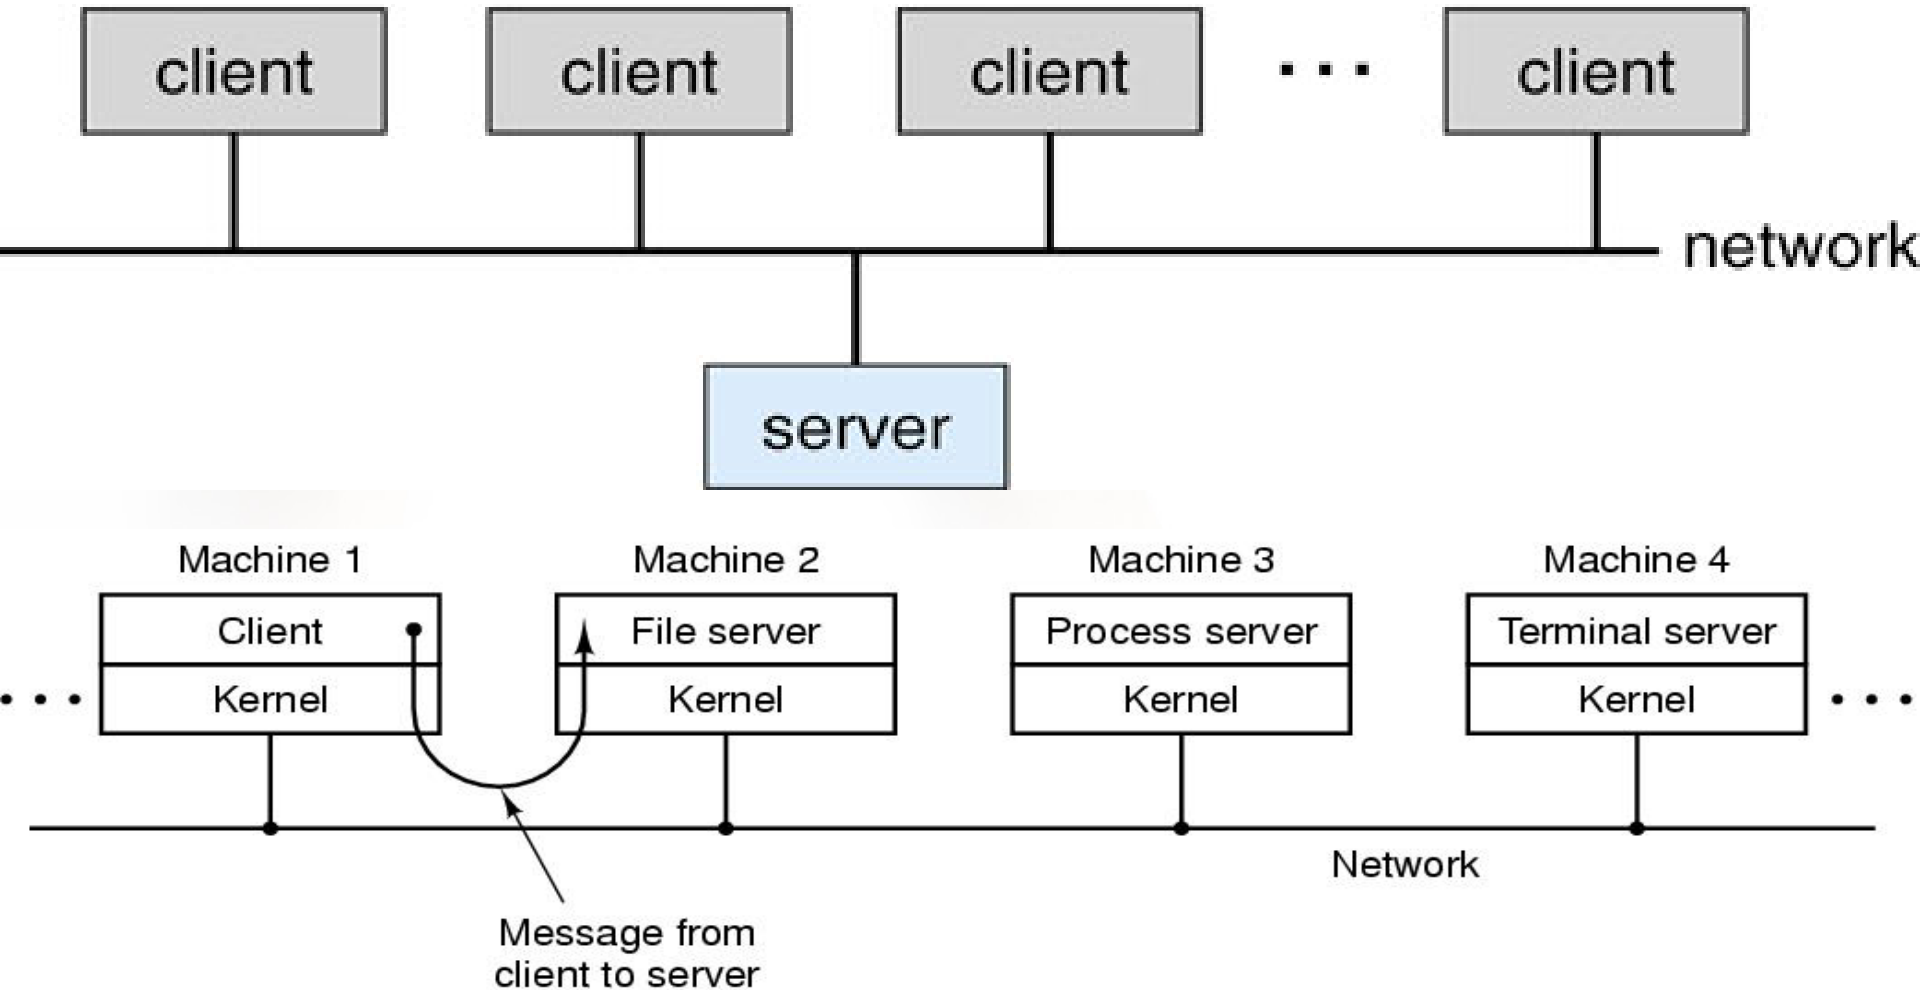 client client client ... client
network
server
Machine 1 Machine 2 Machine 3 Machine 4
Client File server Process server Terminal server
... Kernel Kernel Kernel Kernel ...
Network
Message from
client to server